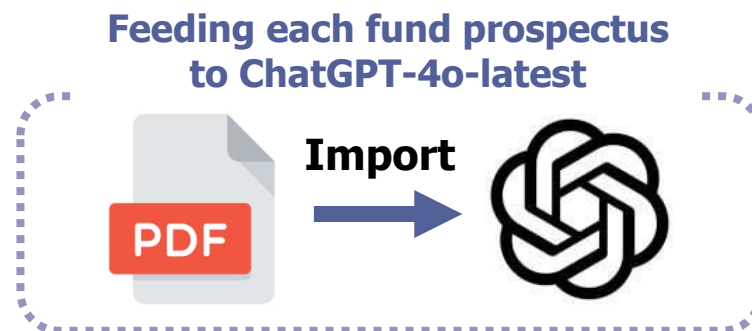 Feeding each fund prospectus
to ChatGPT-4o-latest
Import
PDF